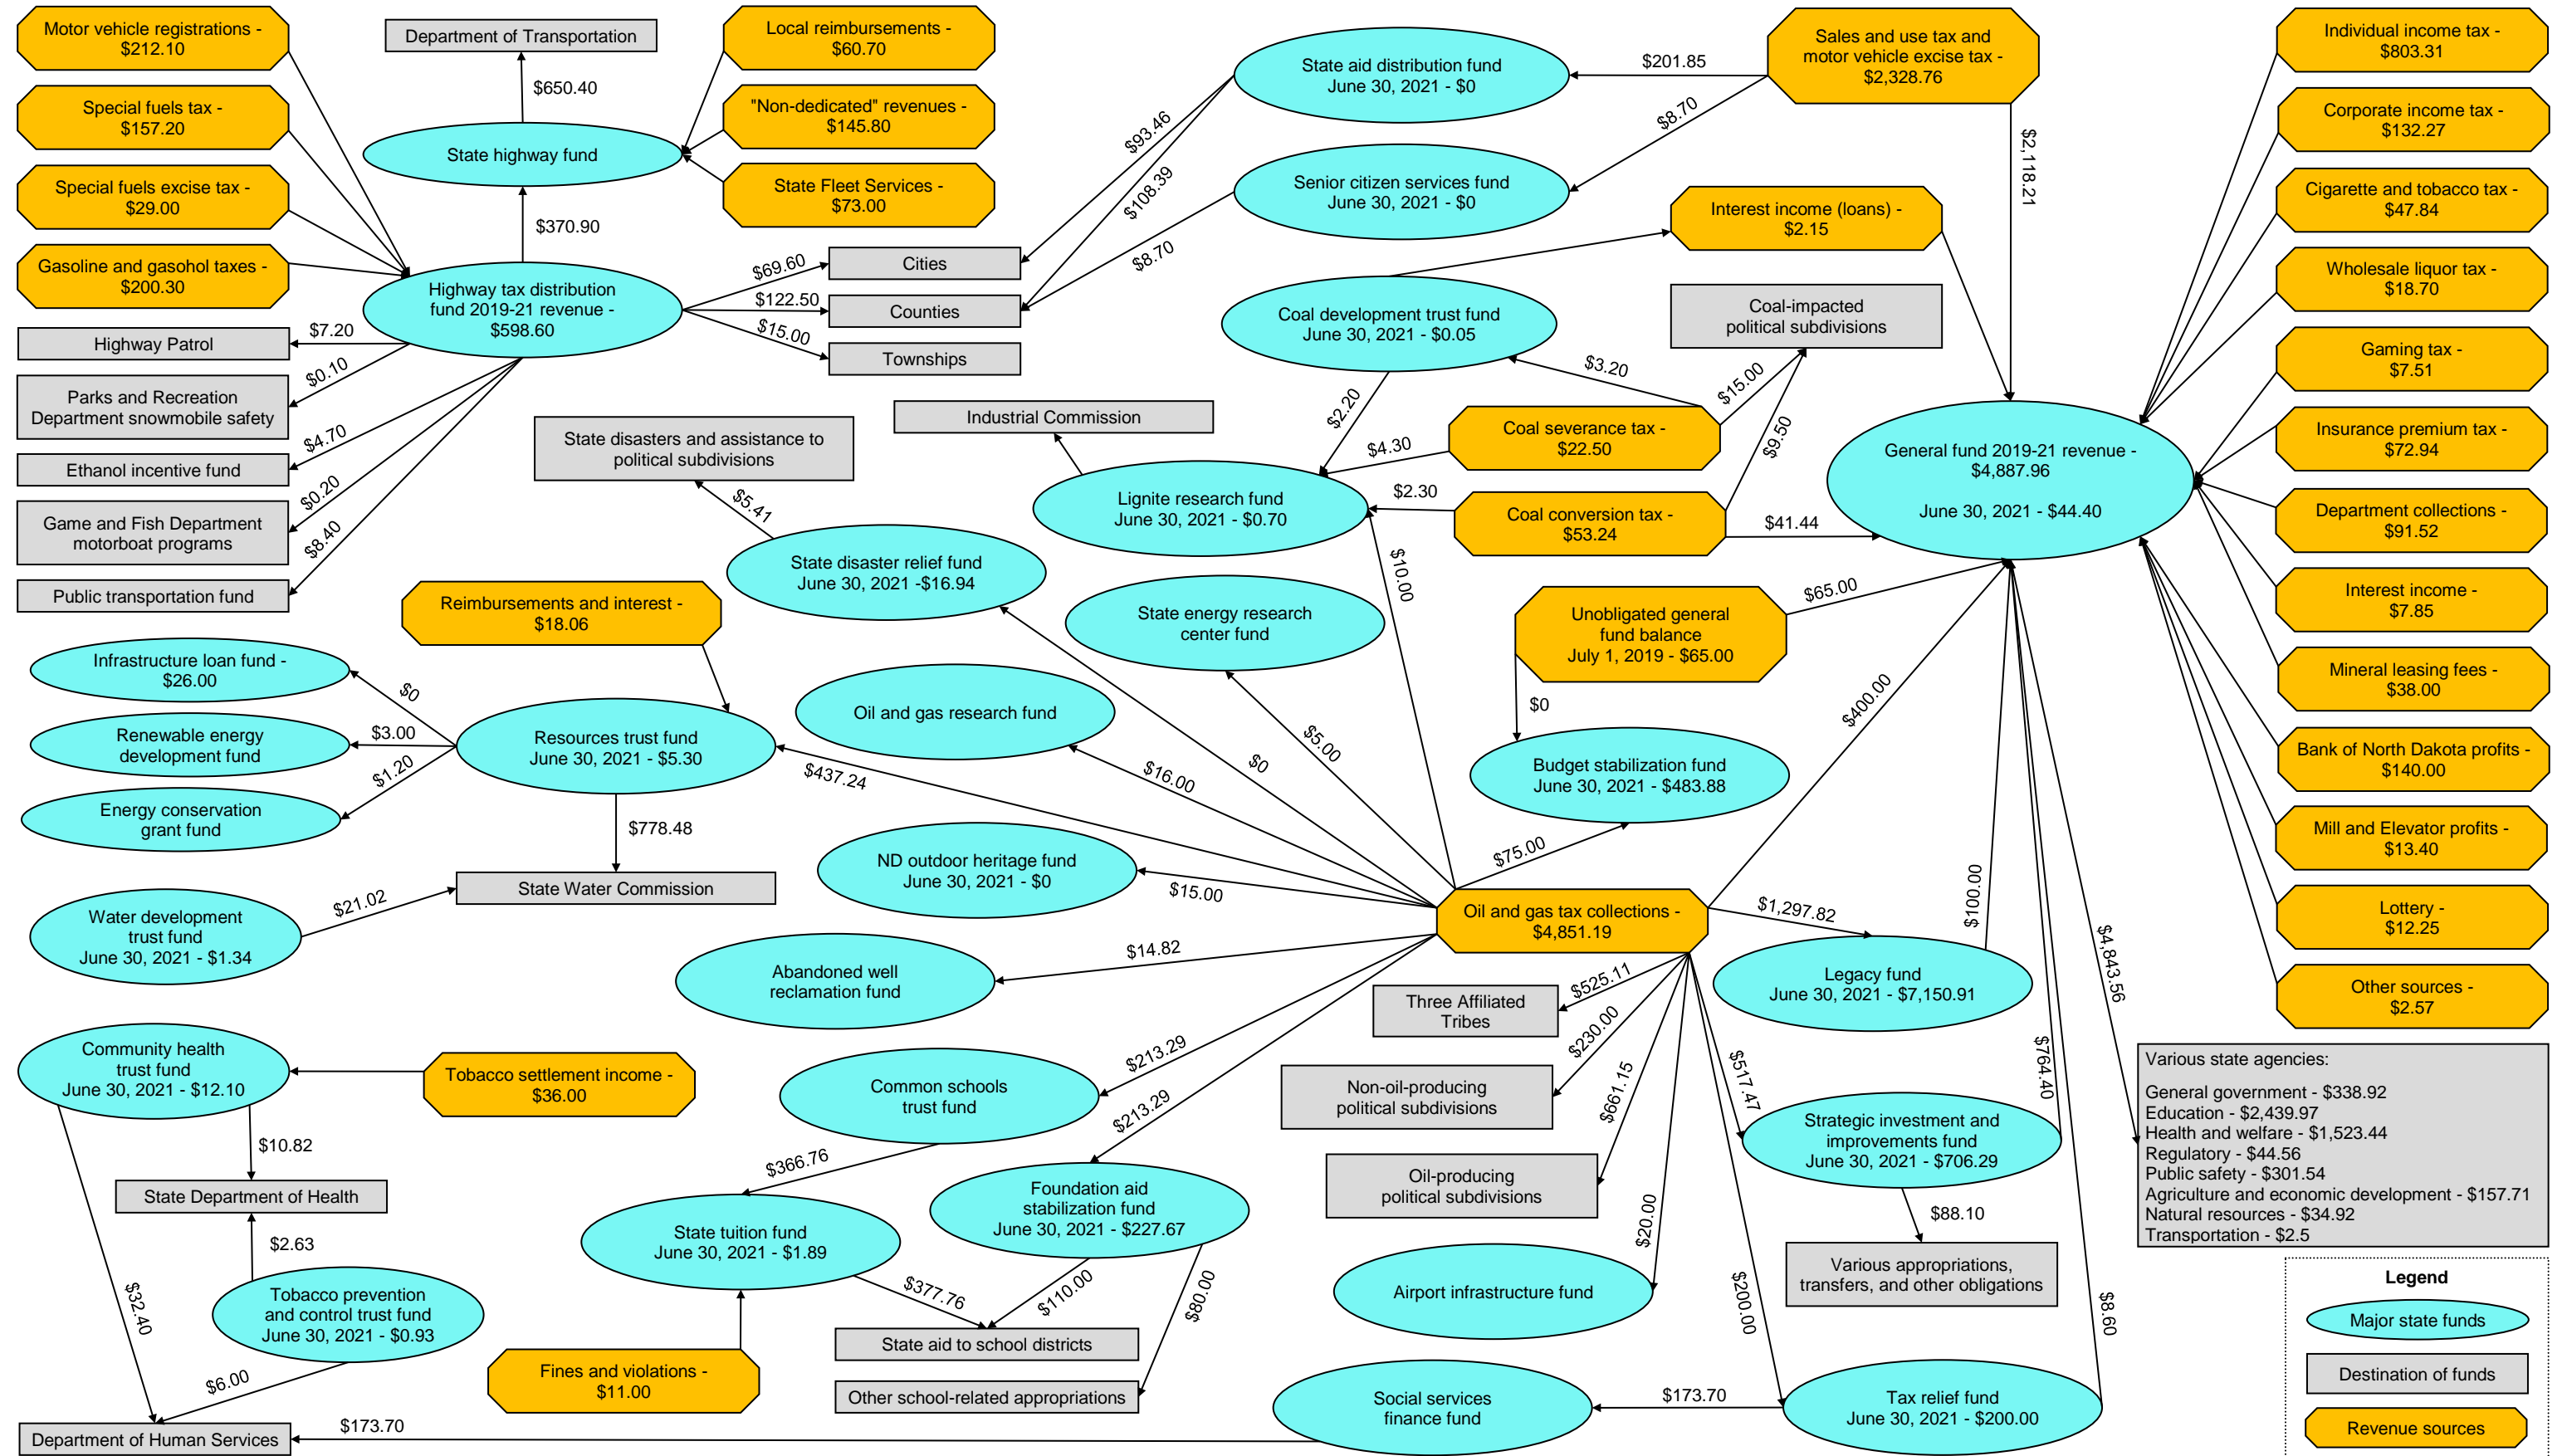 Motor vehicle registrations -
$212.10
Special fuels tax -
$157.20
Special fuels excise tax -
$29.00
Gasoline and gasohol taxes -
$200.30
Department of Transportation
$650.40
State highway fund
$370.90
Local reimbursements -
$60.70
"Non-dedicated" revenues -
$145.80
State Fleet Services -
$73.00
Highway tax distribution
fund 2019-21 revenue -
$598.60
$69.60
$122.50
$15.00
Cities
Counties
Townships
$7.20
Highway Patrol
$0.10
Parks and Recreation
Department snowmobile safety
$4.70
Ethanol incentive fund
$0.20
Game and Fish Department
motorboat programs
$8.40
Public transportation fund
State aid distribution fund
June 30, 2021 - $0
$93.46
$108.39
Senior citizen services fund
June 30, 2021 - $0
$8.70
$201.85
$8.70
Sales and use tax and
motor vehicle excise tax -
$2,328.76
$2,118.21
Interest income (loans) -
$2.15
Coal development trust fund
June 30, 2021 - $0.05
Coal-impacted
political subdivisions
$3.20
$15.00
$2.20
$9.50
Industrial Commission
Coal severance tax -
$22.50
$4.30
Lignite research fund
June 30, 2021 - $0.70
$2.30
Coal conversion tax -
$53.24
$41.44
General fund 2019-21 revenue -
$4,887.96
June 30, 2021 - $44.40
Individual income tax -
$803.31
Corporate income tax -
$132.27
Cigarette and tobacco tax -
$47.84
Wholesale liquor tax -
$18.70
Gaming tax -
$7.51
Insurance premium tax -
$72.94
Department collections -
$91.52
Interest income -
$7.85
Mineral leasing fees -
$38.00
Bank of North Dakota profits -
$140.00
Mill and Elevator profits -
$13.40
Lottery -
$12.25
Other sources -
$2.57
State disasters and assistance to
political subdivisions
$5.41
State disaster relief fund
June 30, 2021 -$16.94
State energy research
center fund
$10.00
Unobligated general
fund balance
July 1, 2019 - $65.00
$65.00
$0
Budget stabilization fund
June 30, 2021 - $483.88
$400.00
Reimbursements and interest -
$18.06
Infrastructure loan fund -
$26.00
$0
Renewable energy
development fund
$3.00
Energy conservation
grant fund
$1.20
Resources trust fund
June 30, 2021 - $5.30
$778.48
State Water Commission
Water development
trust fund
June 30, 2021 - $1.34
$21.02
Oil and gas research fund
$437.24
$16.00
$0
$5.00
$75.00
ND outdoor heritage fund
June 30, 2021 - $0
$15.00
Abandoned well
reclamation fund
$14.82
Oil and gas tax collections -
$4,851.19
$1,297.82
Legacy fund
June 30, 2021 - $7,150.91
$100.00
$764.40
$8.60
$4,843.56
Three Affiliated
Tribes
$525.11
Non-oil-producing
political subdivisions
$230.00
Oil-producing
political subdivisions
$661.15
Airport infrastructure fund
$20.00
$200.00
$517.47
Strategic investment and
improvements fund
June 30, 2021 - $706.29
$88.10
Various appropriations,
transfers, and other obligations
Various state agencies:
General government - $338.92
Education - $2,439.97
Health and welfare - $1,523.44
Regulatory - $44.56
Public safety - $301.54
Agriculture and economic development - $157.71
Natural resources - $34.92
Transportation - $2.5
Community health
trust fund
June 30, 2021 - $12.10
Tobacco settlement income -
$36.00
$10.82
State Department of Health
$2.63
Tobacco prevention
and control trust fund
June 30, 2021 - $0.93
$32.40
$6.00
Department of Human Services
$173.70
Common schools
trust fund
$213.29
$213.29
$366.76
State tuition fund
June 30, 2021 - $1.89
Foundation aid
stabilization fund
June 30, 2021 - $227.67
$377.76
$110.00
$80.00
Fines and violations -
$11.00
State aid to school districts
Other school-related appropriations
Social services
finance fund
$173.70
Tax relief fund
June 30, 2021 - $200.00
Legend
Major state funds
Destination of funds
Revenue sources